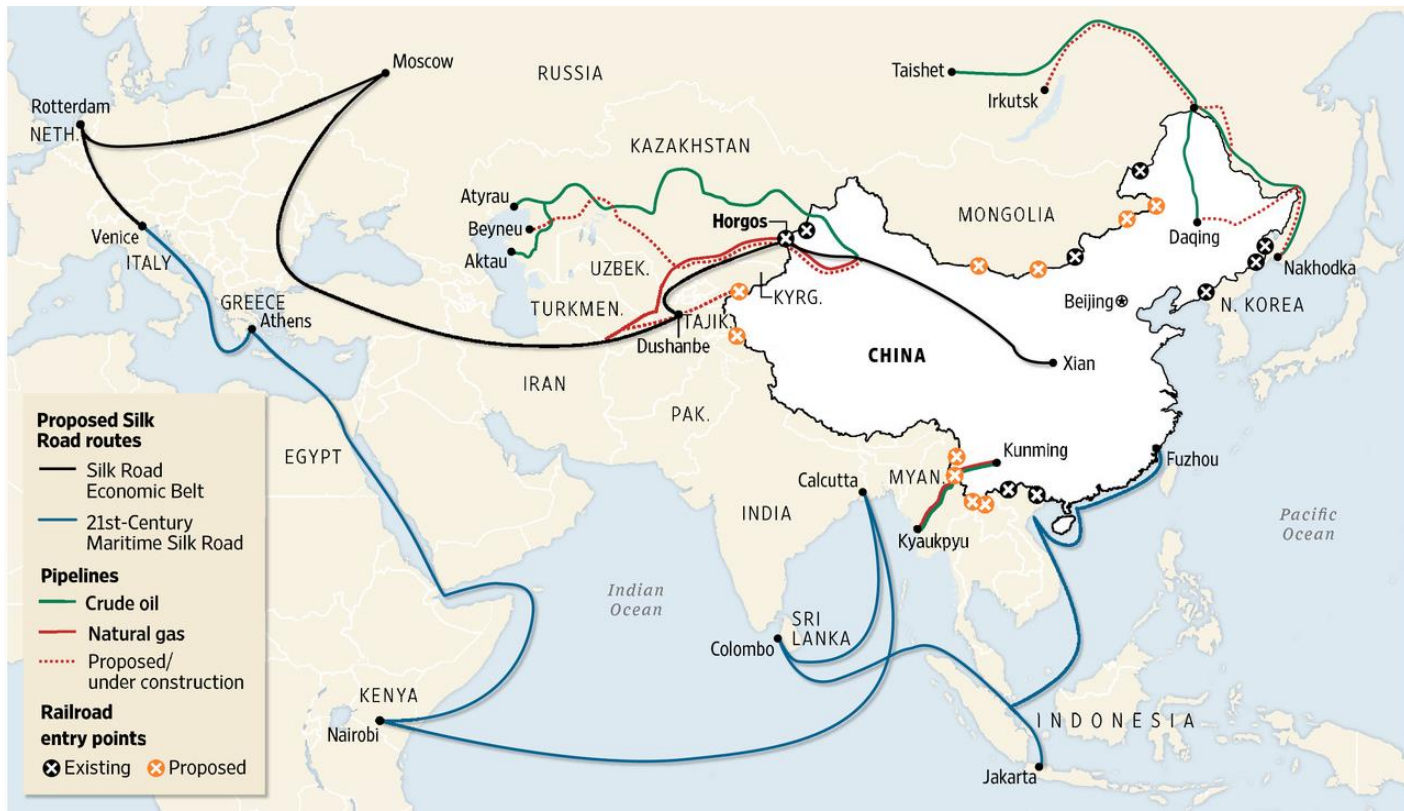 Moscow
RUSSIA
Taishet
Irkutsk
Rotterdam
NETH.
KAZAKHSTAN
Atyrau
Beyneu
Aktau
Horgos
MONGOLIA
Daqing
Nakhodka
Venice
ITALY
UZBEK.
KYRG.
Beijing
N. KOREA
GREECE
Athens
TURKMEN.
TAJIK.
Dushanbe
CHINA
Xian
IRAN
PAK.
EGYPT
Kunming
Fuzhou
Calcutta
MYAN.
INDIA
Kyaukpyu
Pacific
Ocean
Indian
Ocean
SRI
LANKA
Colombo
KENYA
Nairobi
INDONESIA
Jakarta
Proposed Silk
Road routes
Silk Road
Economic Belt
21st-Century
Maritime Silk Road
Pipelines
Crude oil
Natural gas
Proposed/
under construction
Railroad
entry points
Existing
Proposed